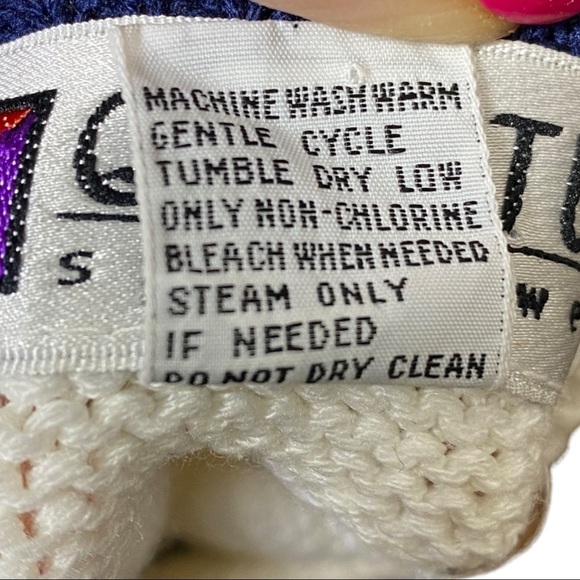 MACHINE WASH WARM
GENTLE CYCLE
TUMBLE DRY LOW
ONLY NON-CHLORINE
BLEACH WHEN NEEDED
STEAM ONLY
IF NEEDED
DO NOT DRY CLEAN